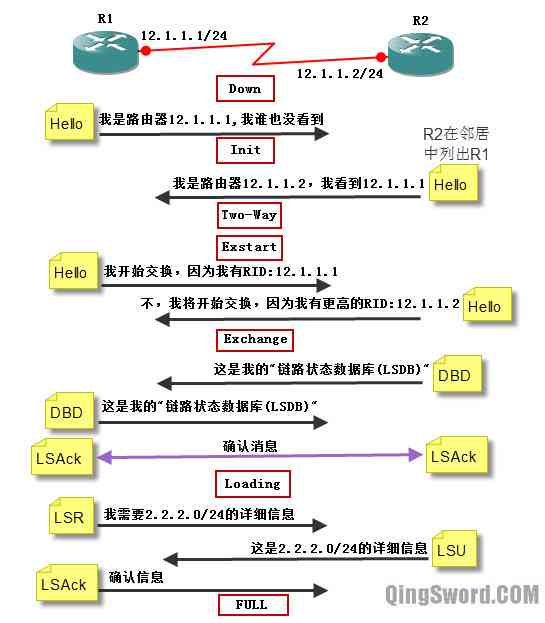 R1
R2
12.1.1.1/24
12.1.1.2/24
Down
Hello
我是路由器12.1.1.1,我谁也没看到
Init
R2在邻居
中列出R1
我是路由器12.1.1.2，我看到12.1.1.1
Hello
Two-Way
Exstart
Hello
我开始交换，因为我有RID:12.1.1.1
不，我将开始交换，因为我有更高的RID:12.1.1.2
Hello
Exchange
这是我的"链路状态数据库(LSDB)"
DBD
DBD
这是我的"链路状态数据库(LSDB)"
LSAck
确认消息
LSAck
Loading
LSR
我需要2.2.2.0/24的详细信息
这是2.2.2.0/24的详细信息
LSU
LSAck
确认信息
FULL
QingSword.COM